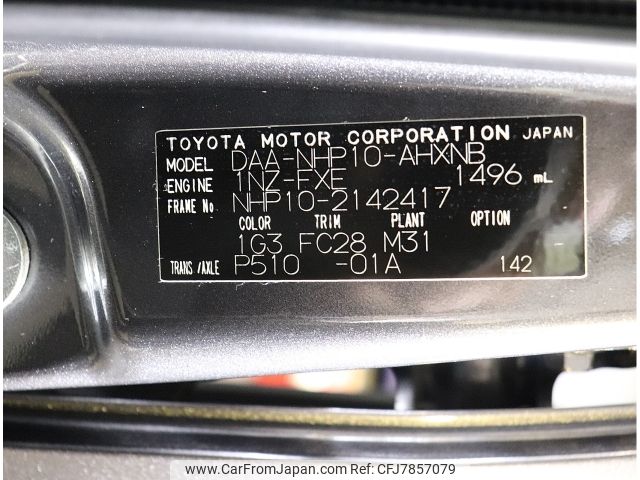 TOYOTA MOTOR CORPORATION JAPAN
MODEL DAA-NHP10-AHXNB
ENGINE 1NZ-FXE 1496 mL
FRAME No. NHP10-2142417
COLOR TRIM PLANT OPTION
1G3 FC28 M31
TRANS/AXLE P510 -01A 142
www.CarFromJapan.com | Ref ID: CFJ7857079